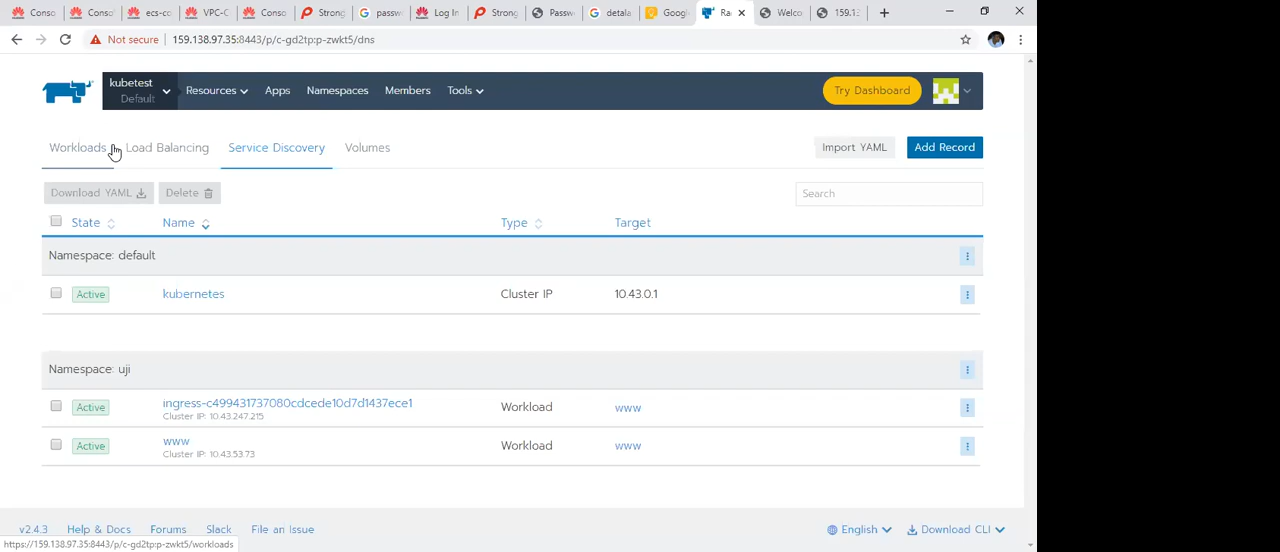 Conso
Conso
ecs-cc
VPC-C
Conso
Strong
passw
Log In
Strong
Passw
detala
Google
Ra
Welco
159.13
Not secure 159.138.97.35:8443/p/c-gd2tp:p-zwkt5/dns
kubetest
Default
Resources Apps Namespaces Members Tools Try Dashboard
Workloads Load Balancing Service Discovery Volumes Import YAML Add Record
Download YAML Delete Search
State Name Type Target
Namespace: default
Active kubernetes Cluster IP 10.43.0.1
Namespace: uji
Active ingress-c499431737080cdcede10d7d1437ece1 Workload www
Cluster IP: 10.43.247.215
Active www Workload www
Cluster IP: 10.43.53.73
v2.4.3 Help & Docs Forums Slack File an Issue English Download CLI
https://159.138.97.35:8443/p/c-gd2tp:p-zwkt5/workloads